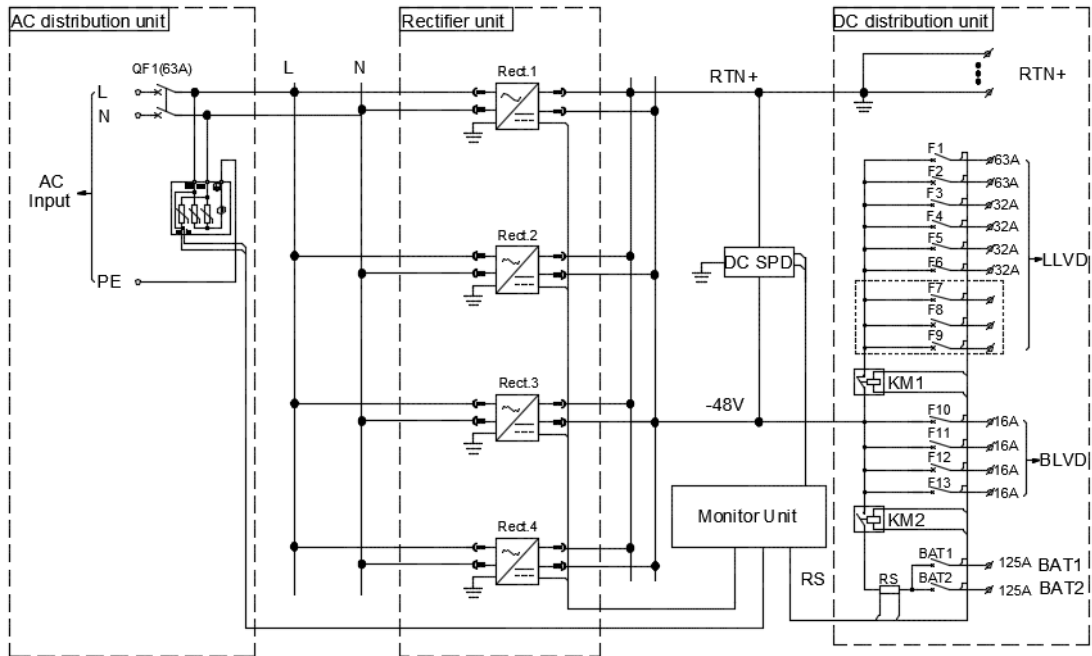 AC distribution unit
Rectifier unit
DC distribution unit
QF1(63A)
L
N
AC
Input
PE
L
N
Rect.1
Rect.2
Rect.3
Rect.4
RTN+
RTN+
DC SPD
-48V
Monitor Unit
RS
F1
63A
F2
63A
F3
32A
F4
32A
F5
32A
F6
32A
LLVD
F7
F8
F9
KM1
F10
16A
F11
16A
F12
16A
F13
16A
BLVD
KM2
BAT1
125A BAT1
RS
BAT2
125A BAT2